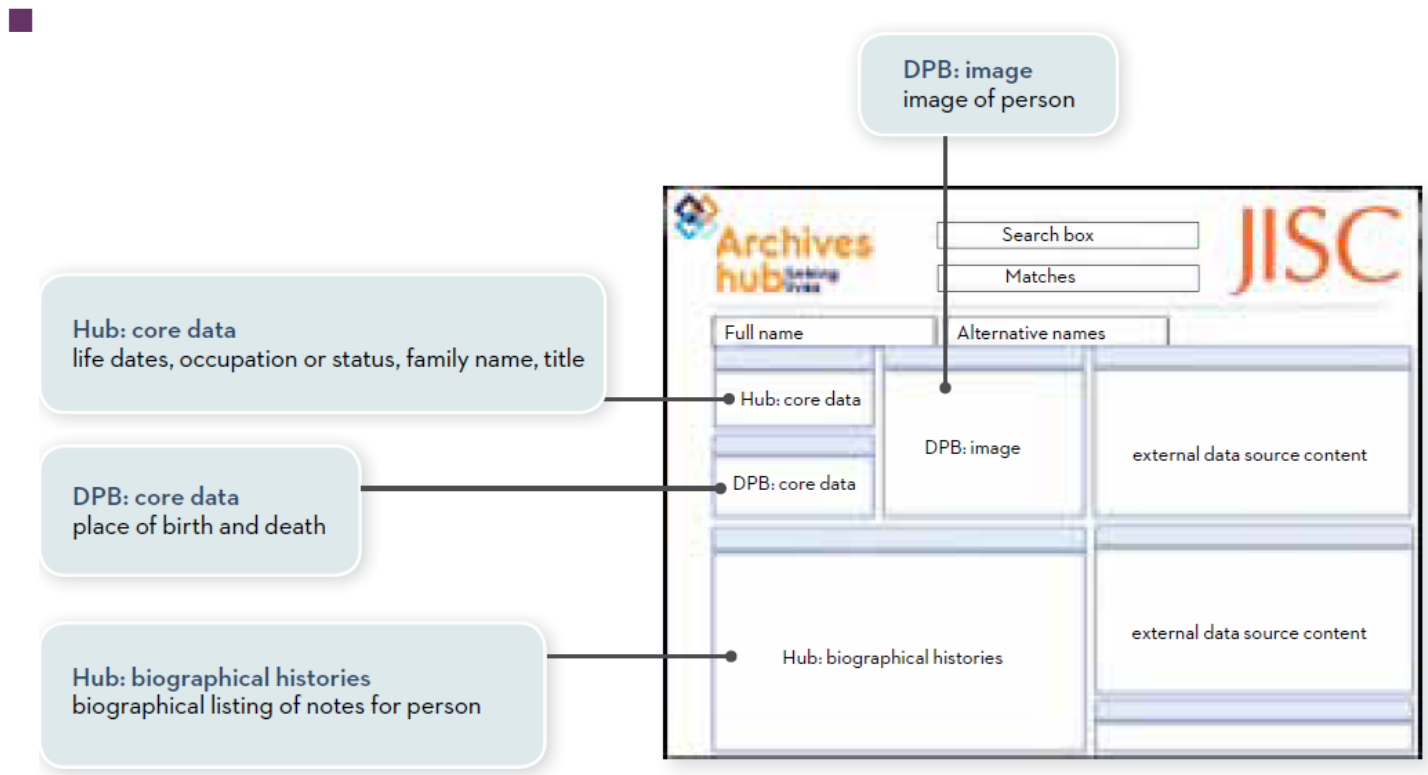 DPB: image
image of person
Archives
hub
linking
lives
Search box
Matches
JISC
Hub: core data
life dates, occupation or status, family name, title
Full name
Alternative names
Hub: core data
DPB: image
external data source content
DPB: core data
place of birth and death
DPB: core data
Hub: biographical histories
biographical listing of notes for person
Hub: biographical histories
external data source content